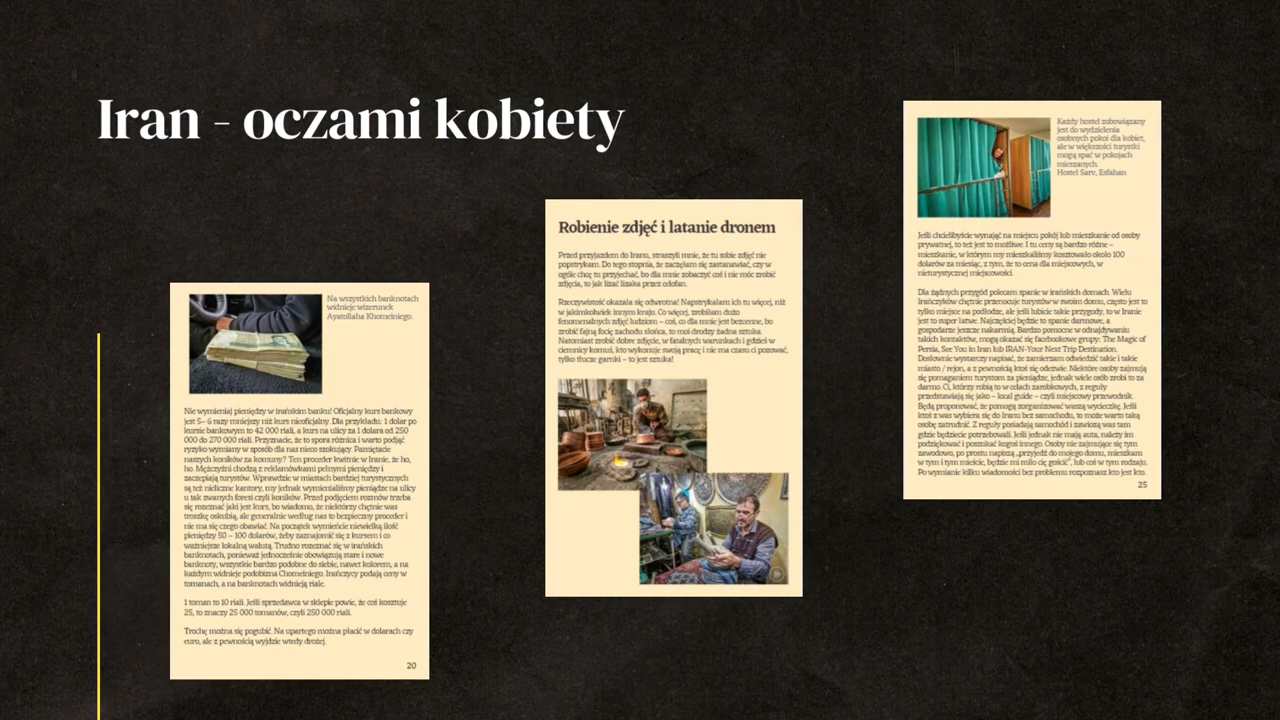 Iran - oczami kobiety
Na wszystkich banknotach
widnieje wizerunek
Ayatollaha Khomeiniego.
Nie wymieniaj pieniędzy w irańskim banku! Oficjalny kurs bankowy
jest 5– 6 razy mniejszy niż kurs nieoficjalny. Dla przykładu: 1 dolar po
kursie bankowym to 42 000 riali, a kurs na ulicy za 1 dolara od 250
000 do 270 000 riali. Przyznacie, że to spora różnica i warto podjąć
ryzyko wymiany w sposób dla nas nieco szokujący. Pamiętacie
naszych koników za komuny? Ten proceder kwitnie w Iranie, że ho,
ho. Mężczyźni chodzą z reklamówkami pełnymi pieniędzy i
zaczepiają turystów. Wprawdzie w miastach bardziej turystycznych
są też nieliczne kantory, my jednak wymienialiśmy pieniądze na ulicy
u tak zwanych forexi czyli koników. Przed podjęciem rozmów trzeba
się rozeznać jaki jest kurs, bo wiadomo, że niektórzy chętnie was
troszkę oskubią, ale generalnie według nas to bezpieczny proceder i
nie ma się czego obawiać. Na początek wymieńcie niewielką ilość
pieniędzy 50 – 100 dolarów, żeby zaznajomić się z kursem i co
ważniejsze lokalną walutą. Trudno rozeznać się w irańskich
banknotach, ponieważ jednocześnie obowiązują stare i nowe
banknoty, wszystkie bardzo podobne do siebie, nawet kolorem, a na
każdym widnieje podobizna Chomeiniego. Irańczycy podają ceny w
tomanach, a na banknotach widnieją riale.
1 toman to 10 riali. Jeśli sprzedawca w sklepie powie, że coś kosztuje
25, to znaczy 25 000 tomanów, czyli 250 000 riali.
Trochę można się pogubić. Na upartego można płacić w dolarach czy
euro, ale z pewnością wyjdzie wtedy drożej.
20
Robienie zdjęć i latanie dronem
Przed przyjazdem do Iranu, straszyli mnie, że tu sobie zdjęć nie
popstrykam. Do tego stopnia, że zaczęłam się zastanawiać, czy w
ogóle chcę tu przyjechać, bo dla mnie zobaczyć coś i nie móc zrobić
zdjęcia, to jak lizać lizaka przez celofan.
Rzeczywistość okazała się odwrotna! Napstrykałam ich tu więcej, niż
w jakimkolwiek innym kraju. Co więcej, zrobiłam dużo
fenomenalnych zdjęć ludziom – coś, co dla mnie jest bezcenne, bo
zrobić fajną focię zachodu słońca, to moi drodzy żadna sztuka.
Natomiast zrobić dobre zdjęcie, w fatalnych warunkach i gdzieś w
ciemnicy komuś, kto wykonuje swoją pracę i nie ma czasu ci pozować,
tylko tłucze garnki – to jest sztuka!
Każdy hostel zobowiązany
jest do wydzielenia
osobnych pokoi dla kobiet,
ale w większości turystki
mogą spać w pokojach
mieszanych.
Hostel Sarv, Esfahan
Jeśli chcielibyście wynająć na miejscu pokój lub mieszkanie od osoby
prywatnej, to też jest to możliwe. I tu ceny są bardzo różne –
mieszkanie, w którym my mieszkaliśmy kosztowało około 100
dolarów za miesiąc, z tym, że to cena dla miejscowych, w
nieturystycznej miejscowości.
Dla żądnych przygód polecam spanie w irańskich domach. Wielu
Irańczyków chętnie przenocuje turystów w swoim domu, często jest to
tylko miejsce na podłodze, ale jeśli lubicie takie przygody, to w Iranie
jest to super łatwe. Najczęściej będzie to spanie darmowe, a
gospodarze jeszcze nakarmią. Bardzo pomocne w odnajdywaniu
takich kontaktów, mogą okazać się facebookowe grupy: The Magic of
Persia, See You in Iran lub IRAN-Your Next Trip Destination.
Dosłownie wystarczy napisać, że zamierzam odwiedzić takie i takie
miasto / rejon, a z pewnością ktoś się odezwie. Niektóre osoby zajmują
się pomaganiem turystom za pieniądze, jednak wiele osób zrobi to za
darmo. Ci, którzy robią to w celach zarobkowych, z reguły
przedstawiają się jako – local guide – czyli miejscowy przewodnik.
Będą proponować, że pomogą zorganizować waszą wycieczkę. Jeśli
ktoś z was wybiera się do Iranu bez samochodu, to może warto taką
osobę zatrudnić. Z reguły posiadają samochód i zawiozą was tam
gdzie będziecie potrzebowali. Jeśli jednak nie mają auta, należy im
podziękować i poszukać kogoś innego. Osoby nie zajmujące się tym
zawodowo, po prostu napiszą „przyjedź do mojego domu, mieszkam
w tym i tym mieście, będzie mi miło cię gościć”, lub coś w tym rodzaju.
Po wymianie kilku wiadomości bez problemu rozpoznasz kto jest kto.
25